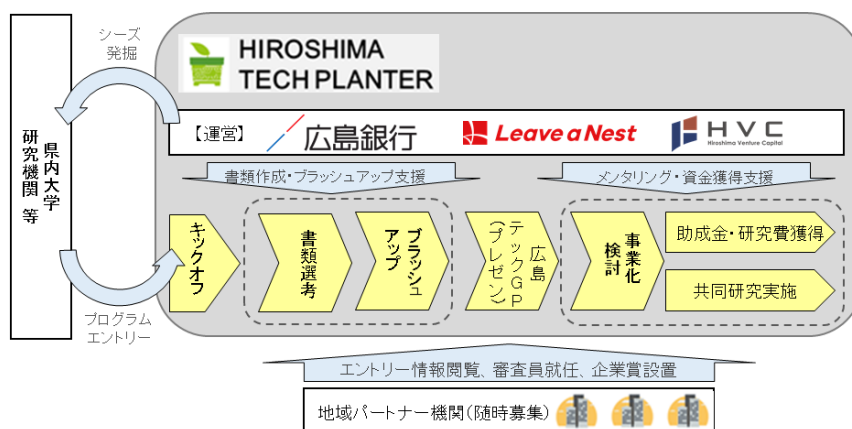 シーズ
発掘
HIROSHIMA
TECH PLANTER
県内大学
研究機関 等
【運営】 広島銀行 Leave a Nest HVC
Hiroshima Venture Capital
書類作成・ブラッシュアップ支援
メンタリング・資金獲得支援
キックオフ
書類選考
ブラッシュ
アップ
広島
テックGP
(プレゼン)
事業化
検討
助成金・研究費獲得
共同研究実施
プログラム
エントリー
エントリー情報閲覧、審査員就任、企業賞設置
地域パートナー機関(随時募集)